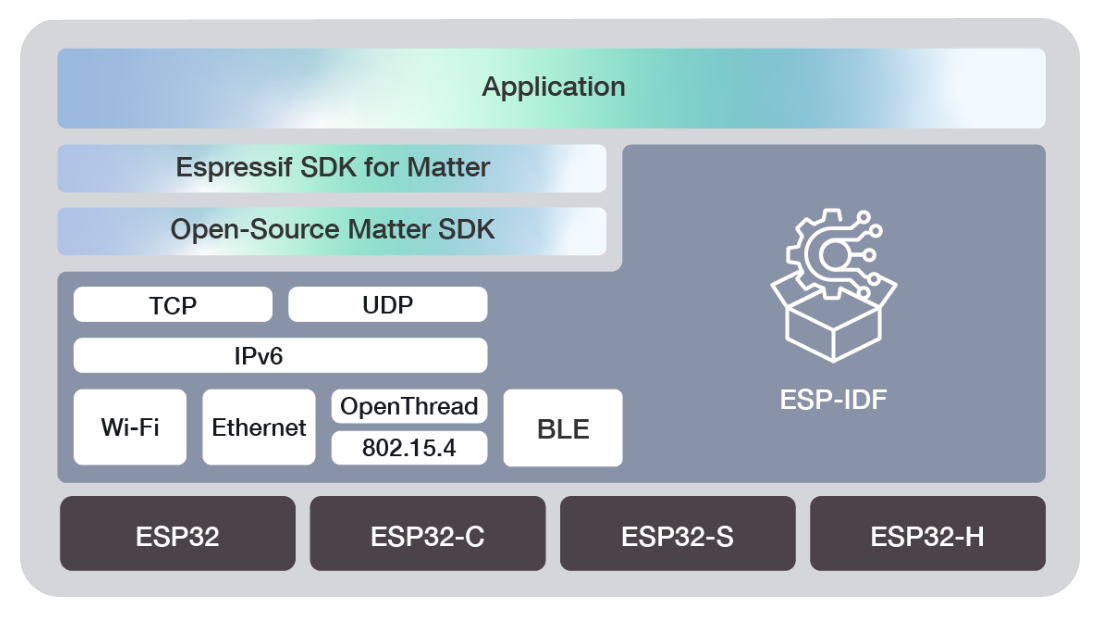 Application
Espressif SDK for Matter
Open-Source Matter SDK
TCP
UDP
IPv6
Wi-Fi
Ethernet
OpenThread
802.15.4
BLE
ESP-IDF
ESP32
ESP32-C
ESP32-S
ESP32-H